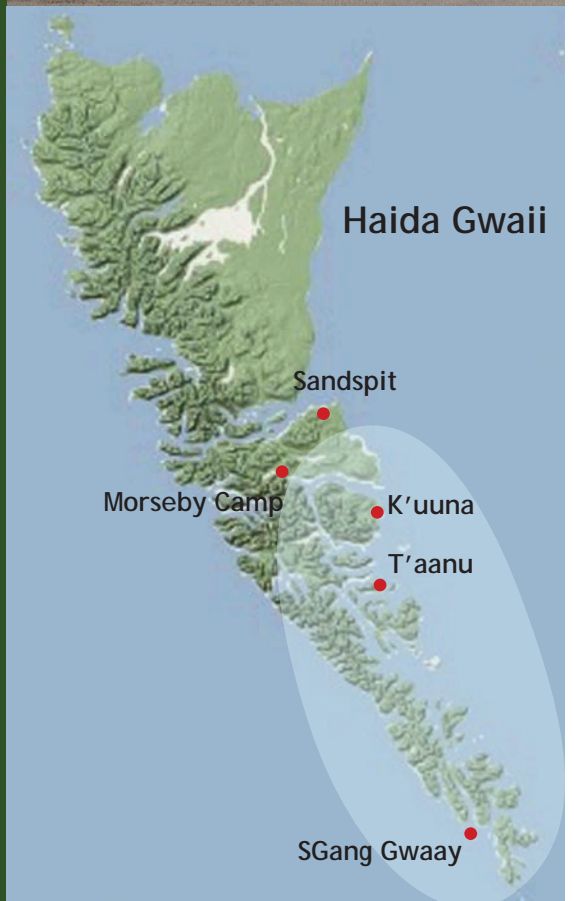 Haida Gwaii
Sandspit
Morseby Camp
K'uuna
T'aanu
SGang Gwaay